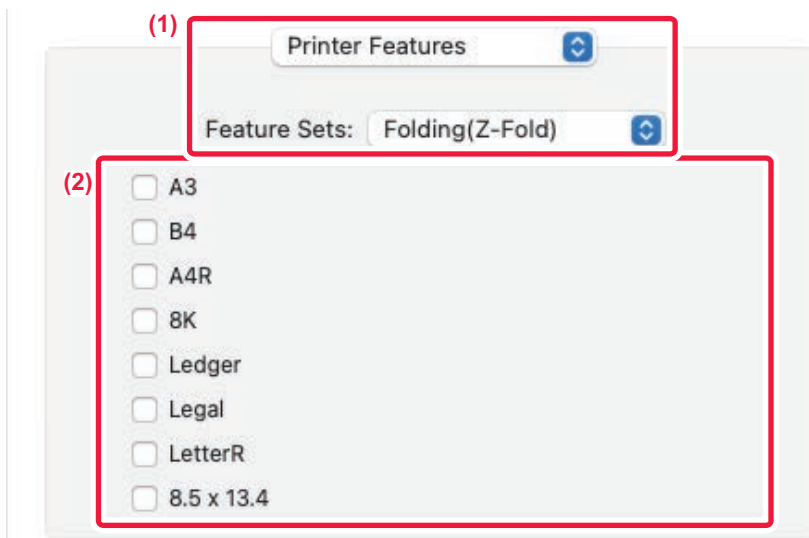 (1)
Printer Features
Feature Sets: Folding(Z-Fold)
(2)
A3
B4
A4R
8K
Ledger
Legal
LetterR
8.5 x 13.4